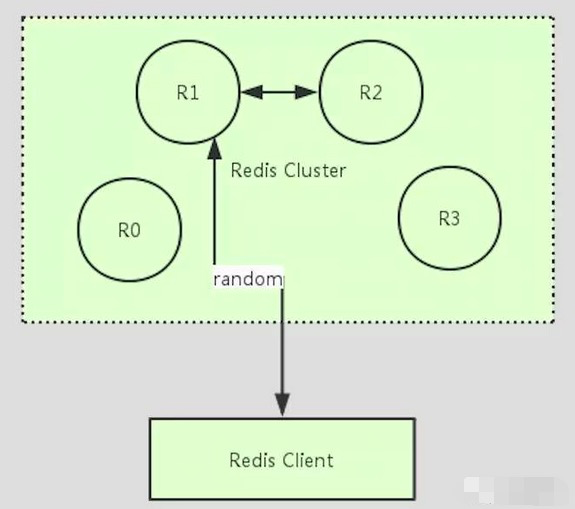 R1
R2
Redis Cluster
R0
R3
random
Redis Client